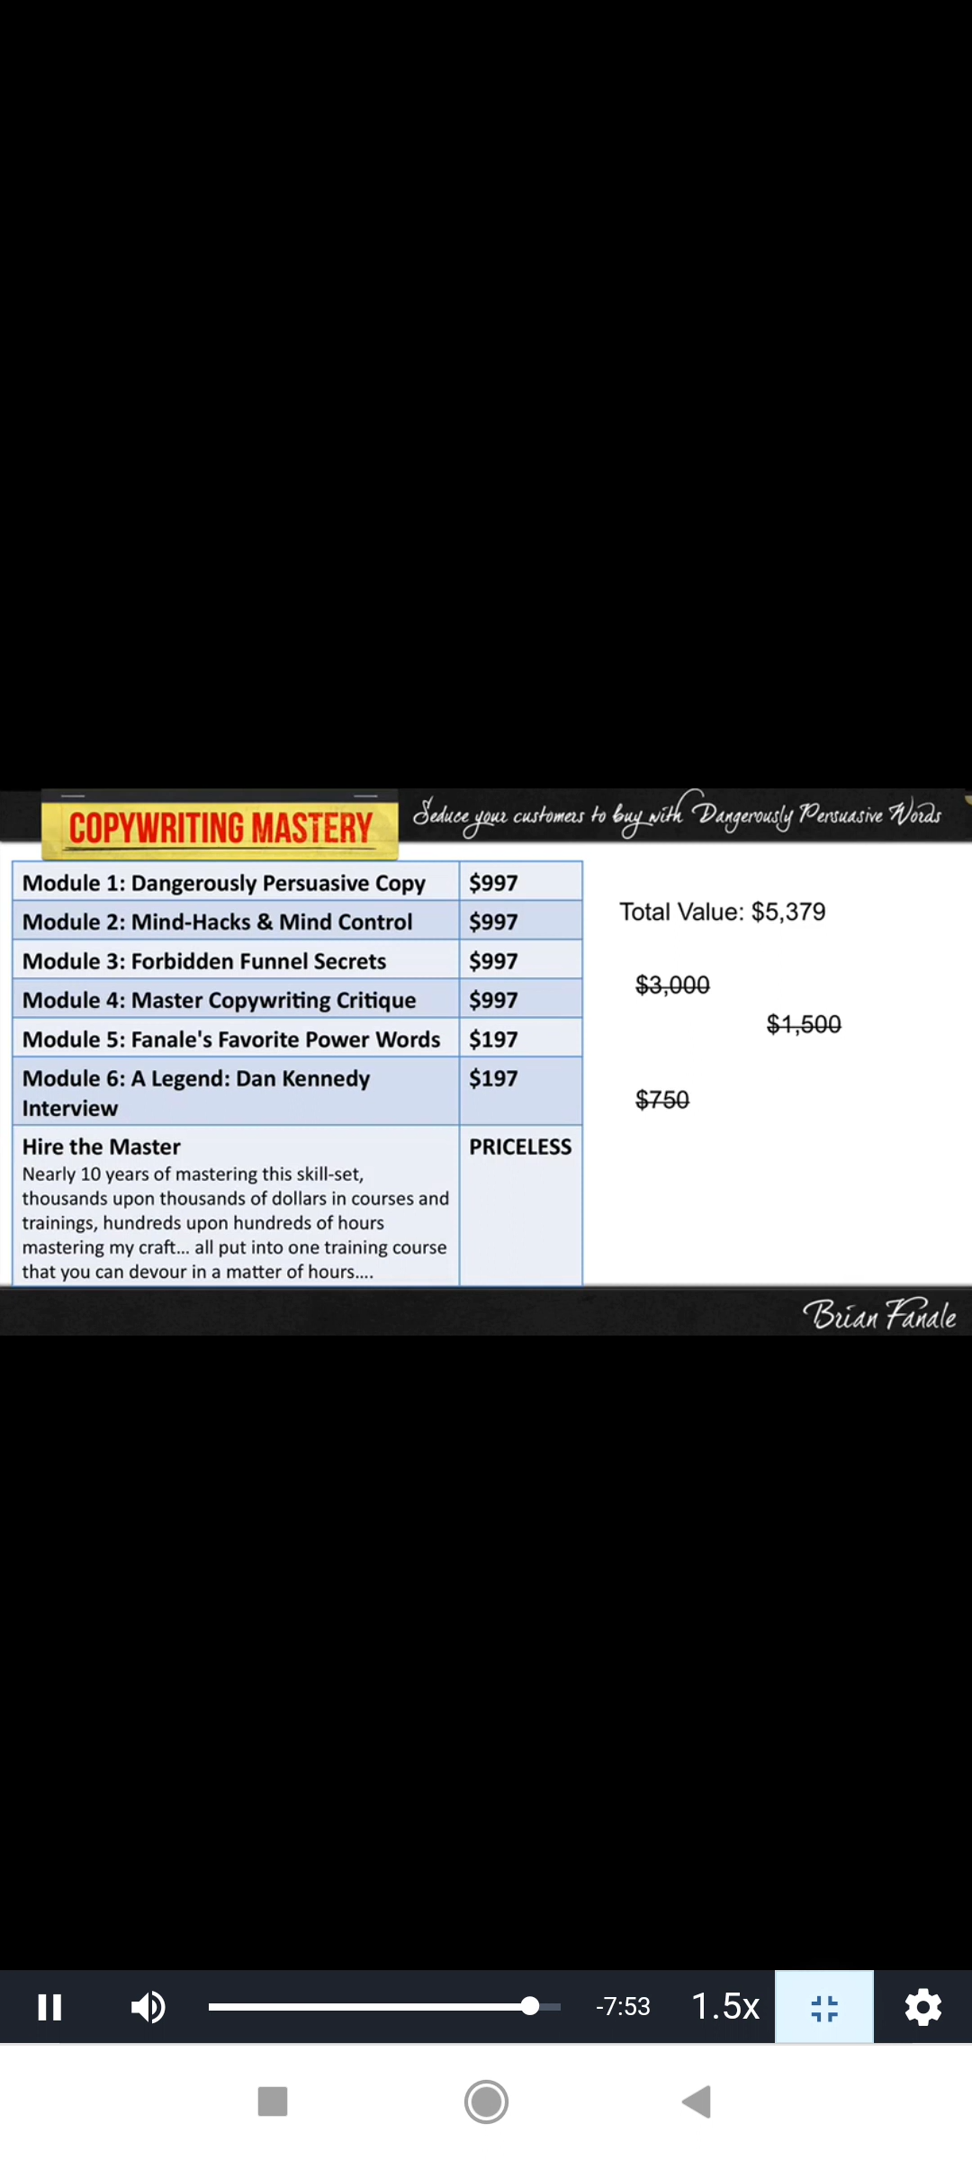 COPYWRITING MASTERY
Seduce your customers to buy with Dangerously Persuasive Words
Module 1: Dangerously Persuasive Copy $997
Module 2: Mind-Hacks & Mind Control $997
Module 3: Forbidden Funnel Secrets $997
Module 4: Master Copywriting Critique $997
Module 5: Fanale's Favorite Power Words $197
Module 6: A Legend: Dan Kennedy $197
Interview
Hire the Master PRICELESS
Nearly 10 years of mastering this skill-set,
thousands upon thousands of dollars in courses and
trainings, hundreds upon hundreds of hours
mastering my craft... all put into one training course
that you can devour in a matter of hours....
Total Value: $5,379
$3,000
$1,500
$750
Brian Fanale
-7:53 1.5x